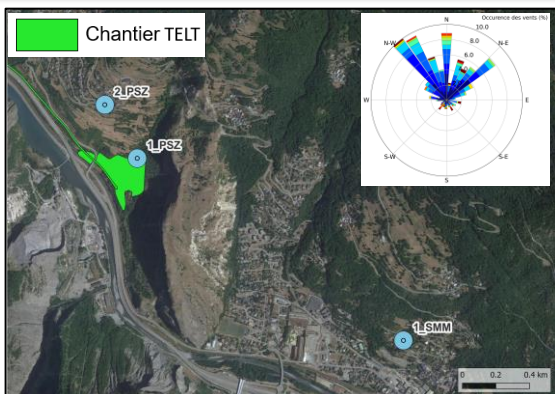 Chantier TELT
Occurence des vents (%)
N
10.0
8.0
6.0
N-W
N-E
W
E
S-W
S-E
S
2_PSZ
1_PSZ
1_SMM
0 0.2 0.4 km